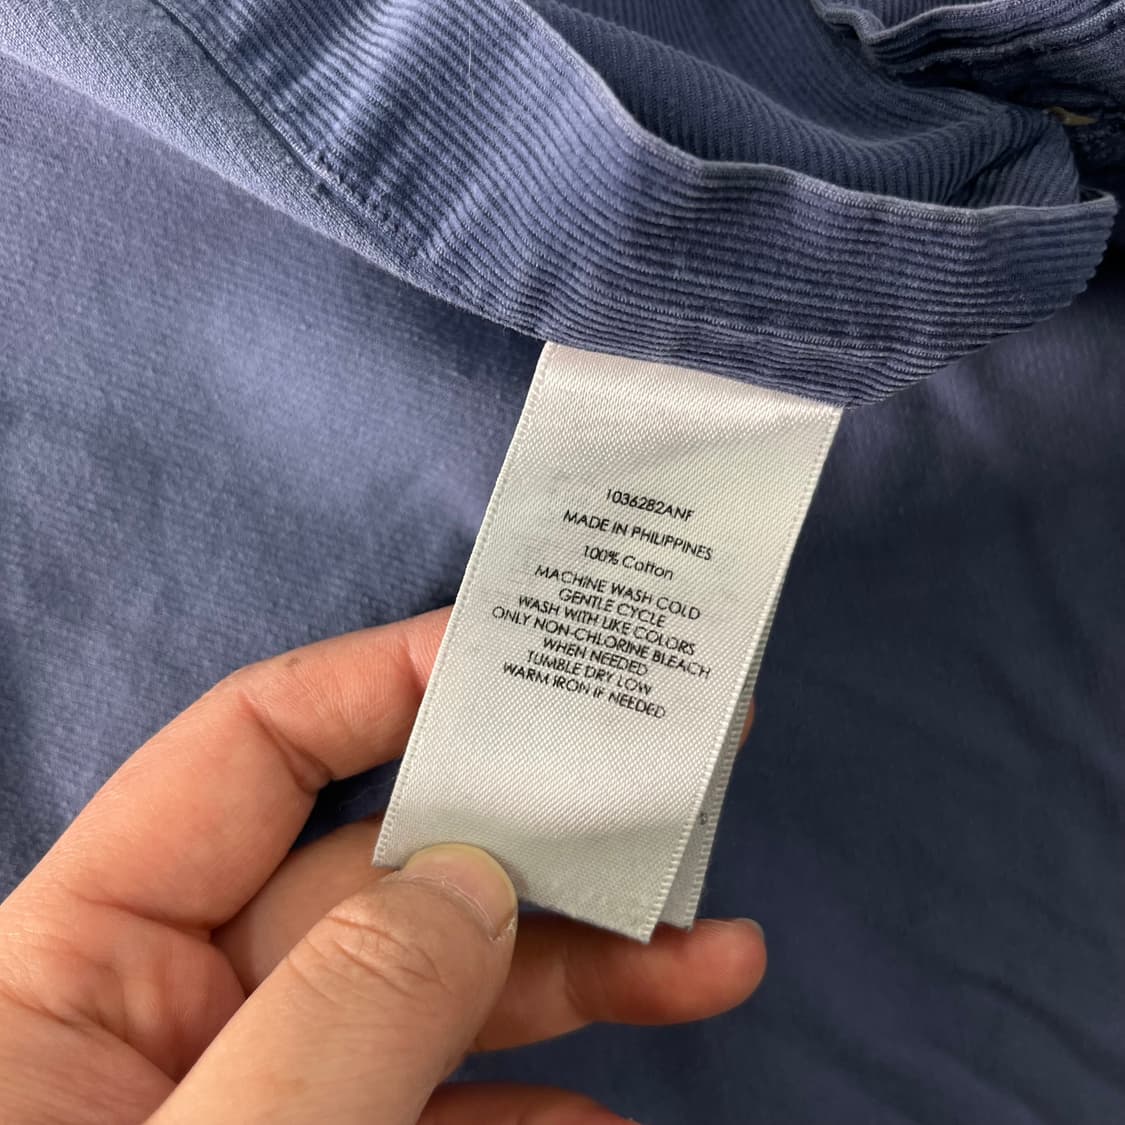 1036282ANF
MADE IN PHILIPPINES
100% Cotton
MACHINE WASH COLD
GENTLE CYCLE
WASH WITH LIKE COLORS
ONLY NON-CHLORINE BLEACH
WHEN NEEDED
TUMBLE DRY LOW
WARM IRON IF NEEDED